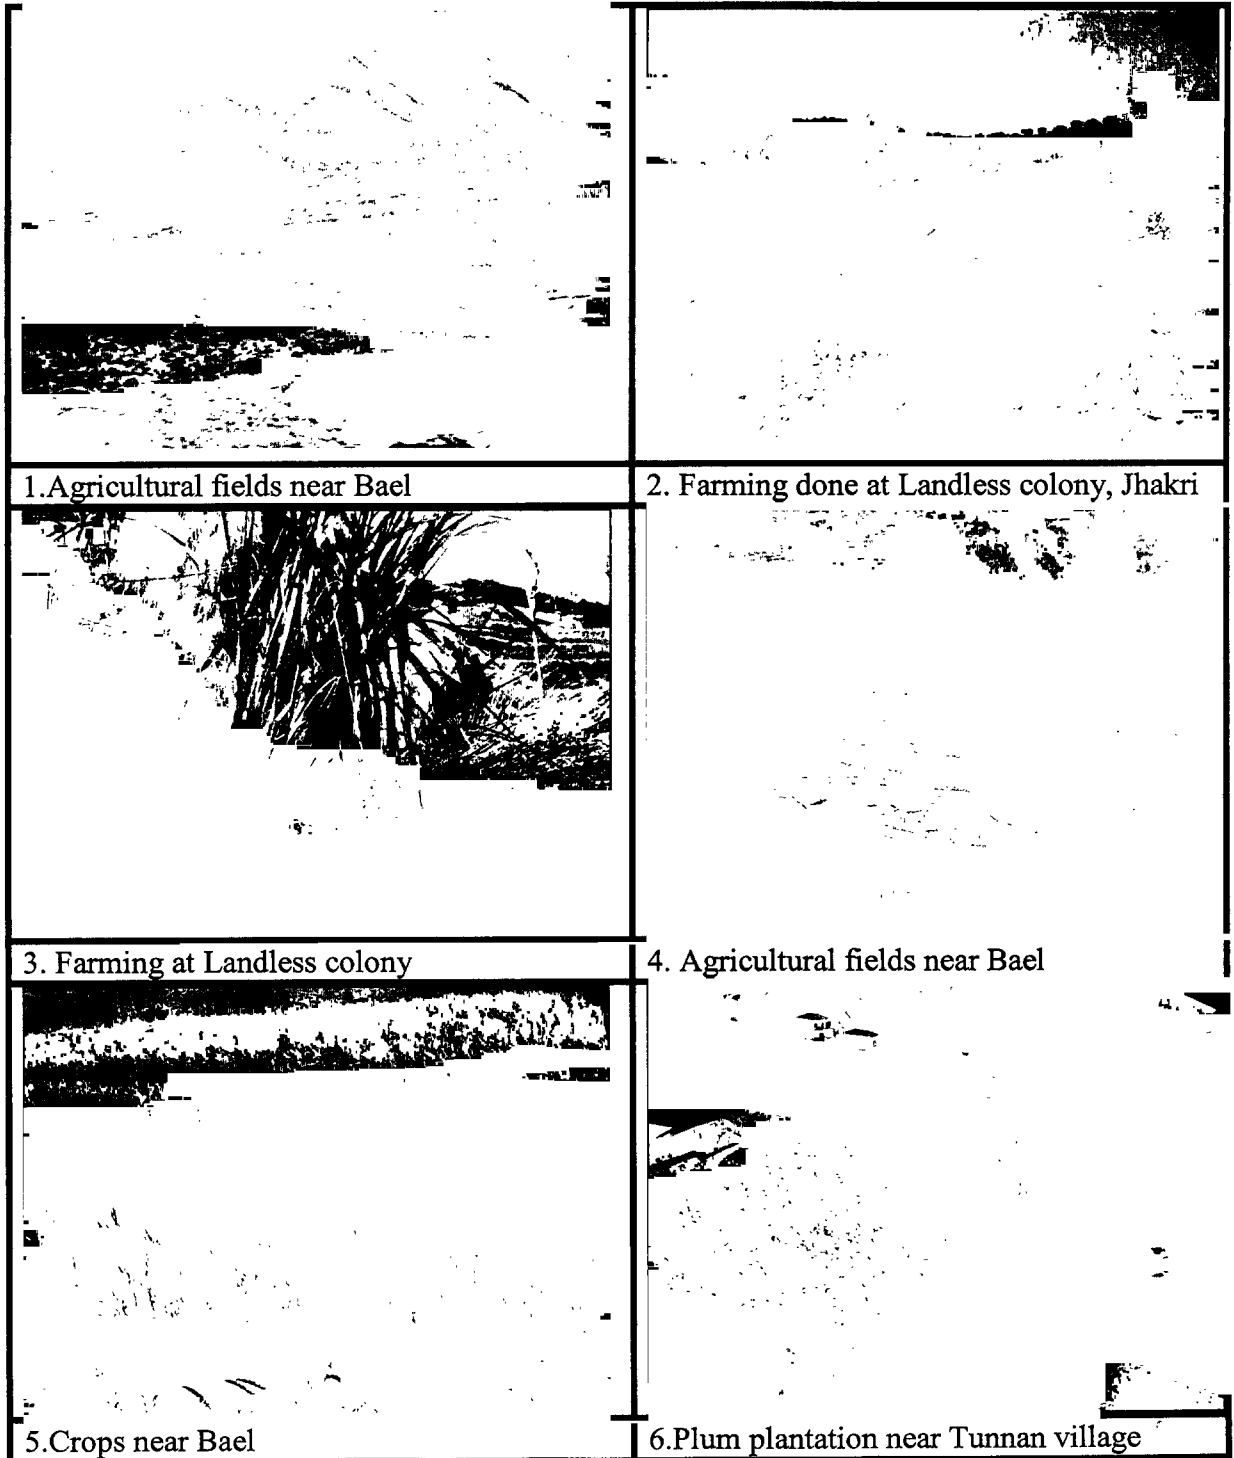 1.Agricultural fields near Bael
2. Farming done at Landless colony, Jhakri
3. Farming at Landless colony
4. Agricultural fields near Bael
5.Crops near Bael
6.Plum plantation near Tunnan village